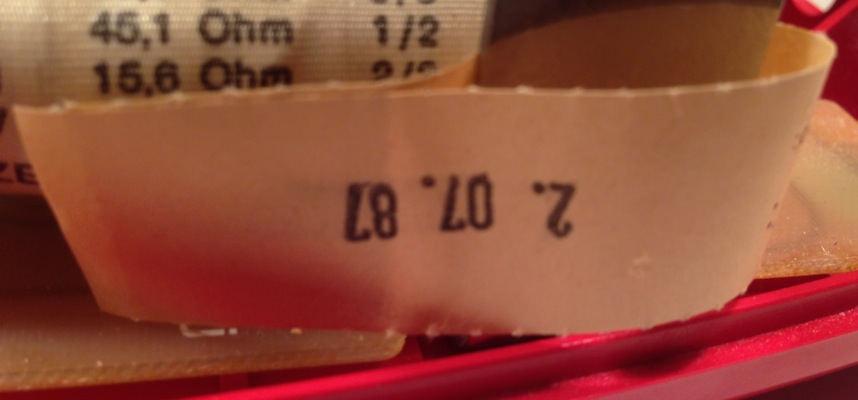 45,1 Ohm 1/2
15,6 Ohm
2. 07. 87